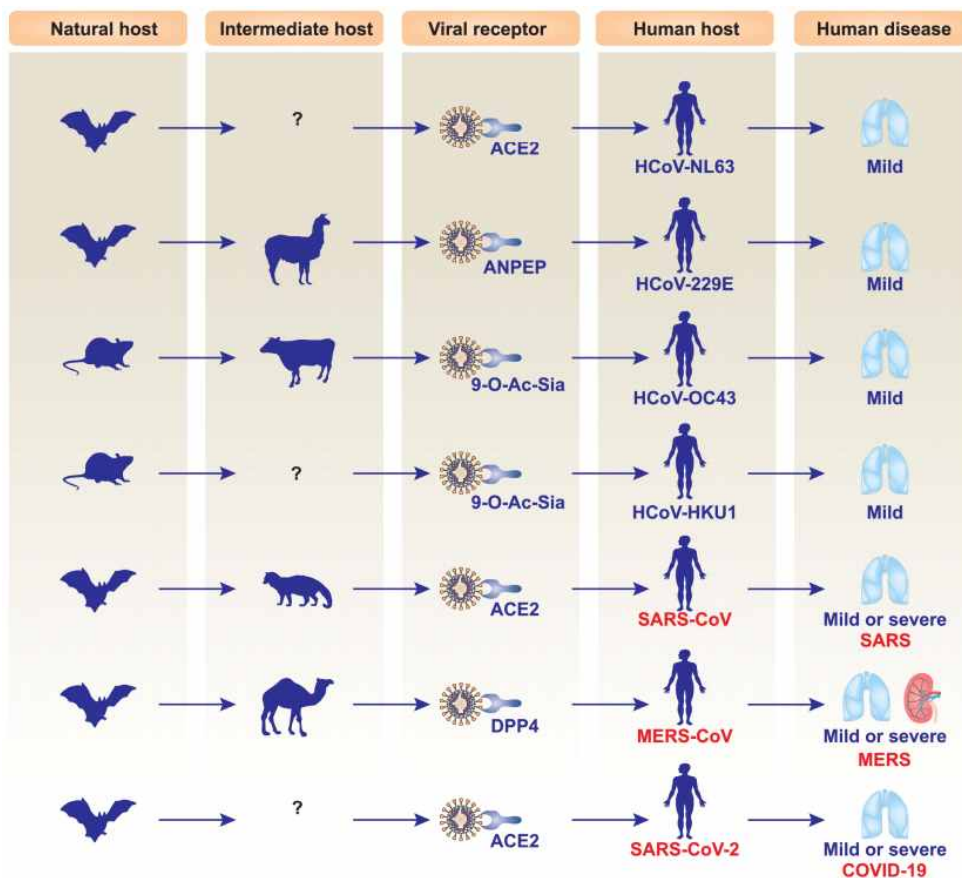 Natural host Intermediate host Viral receptor Human host Human disease
?
ACE2 HCoV-NL63 Mild
ANPEP HCoV-229E Mild
9-O-Ac-Sia HCoV-OC43 Mild
?
9-O-Ac-Sia HCoV-HKU1 Mild
ACE2 SARS-CoV Mild or severe
SARS
DPP4 MERS-CoV Mild or severe
MERS
?
ACE2 SARS-CoV-2 Mild or severe
COVID-19